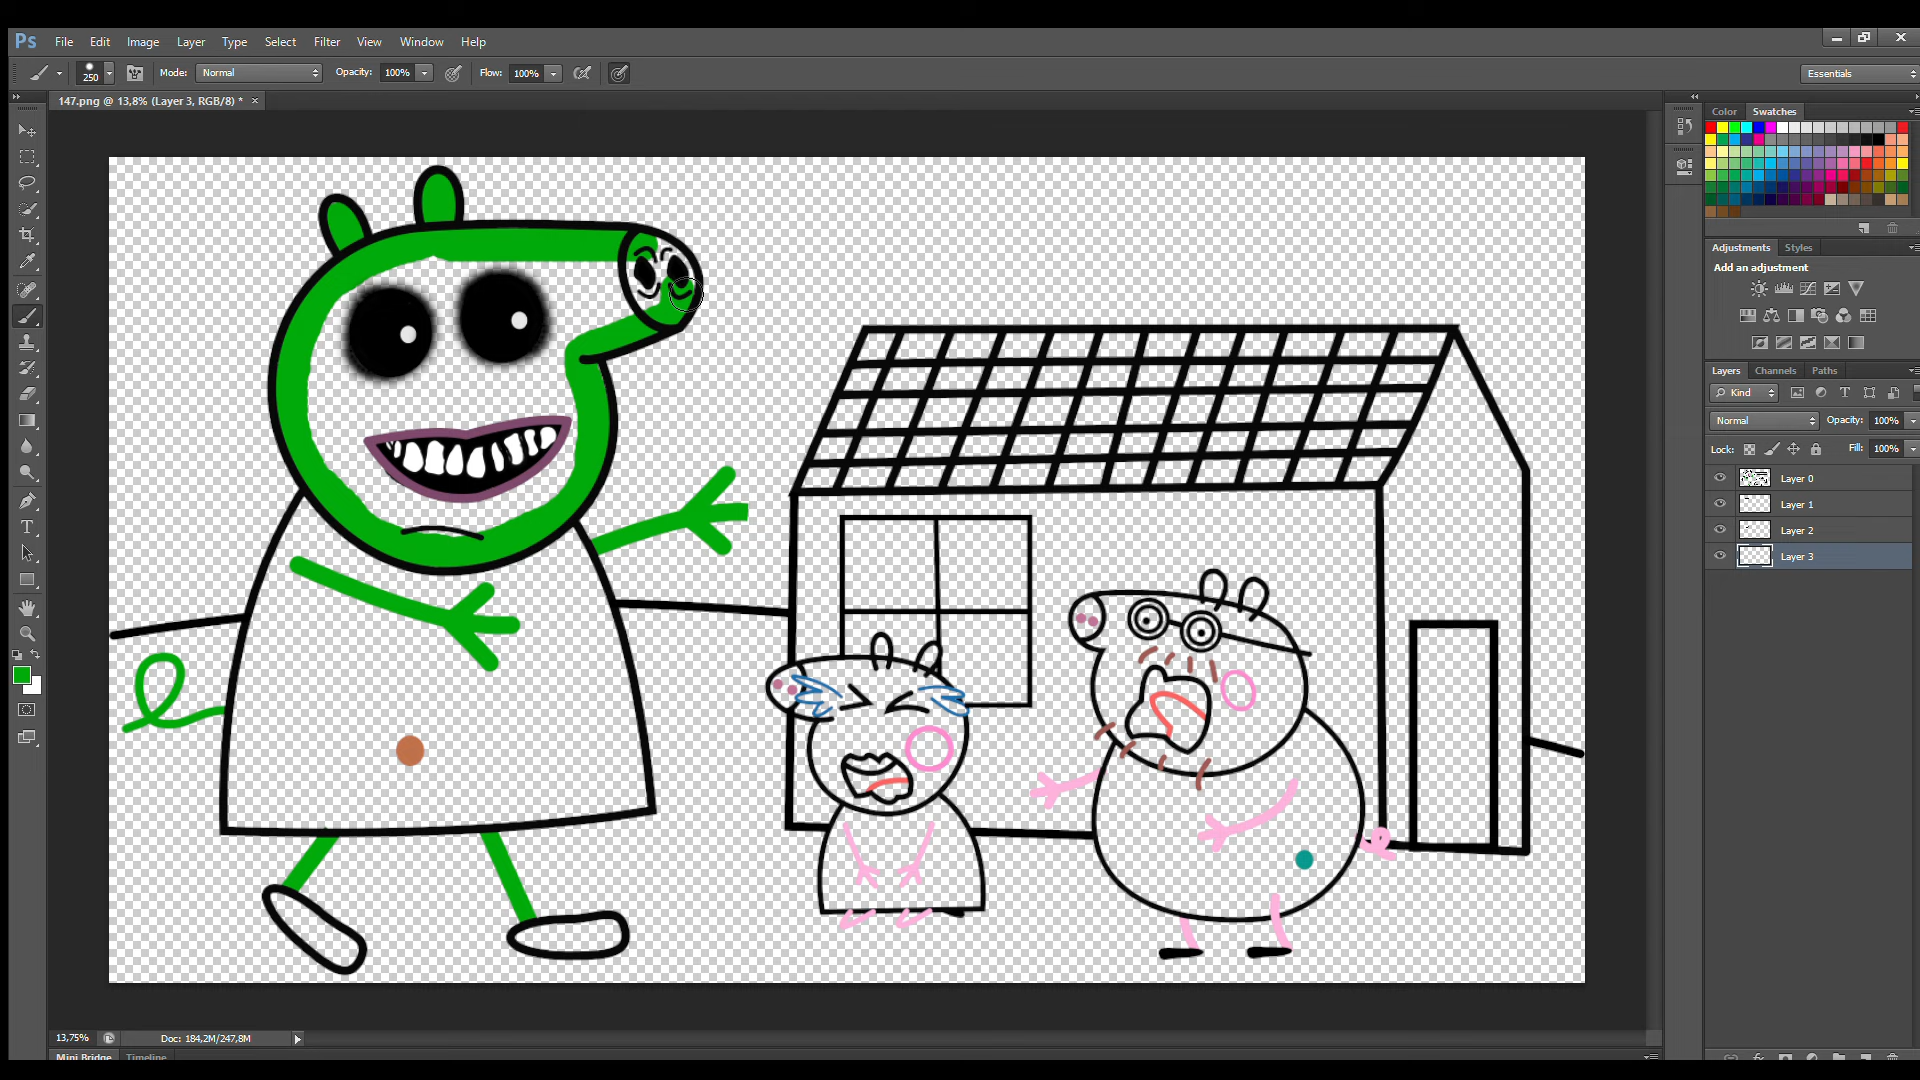 Ps File Edit Image Layer Type Select Filter View Window Help
250 Mode: Normal Opacity: 100% Flow: 100% Essentials
147.png @ 13,8% (Layer 3, RGB/8) * ×
Color Swatches
Adjustments Styles
Add an adjustment
Layers Channels Paths
Kind
Normal Opacity: 100%
Lock: Fill: 100%
Layer 0
Layer 1
Layer 2
Layer 3
13,75% Doc: 184,2M/247,8M
Mini Bridge Timeline